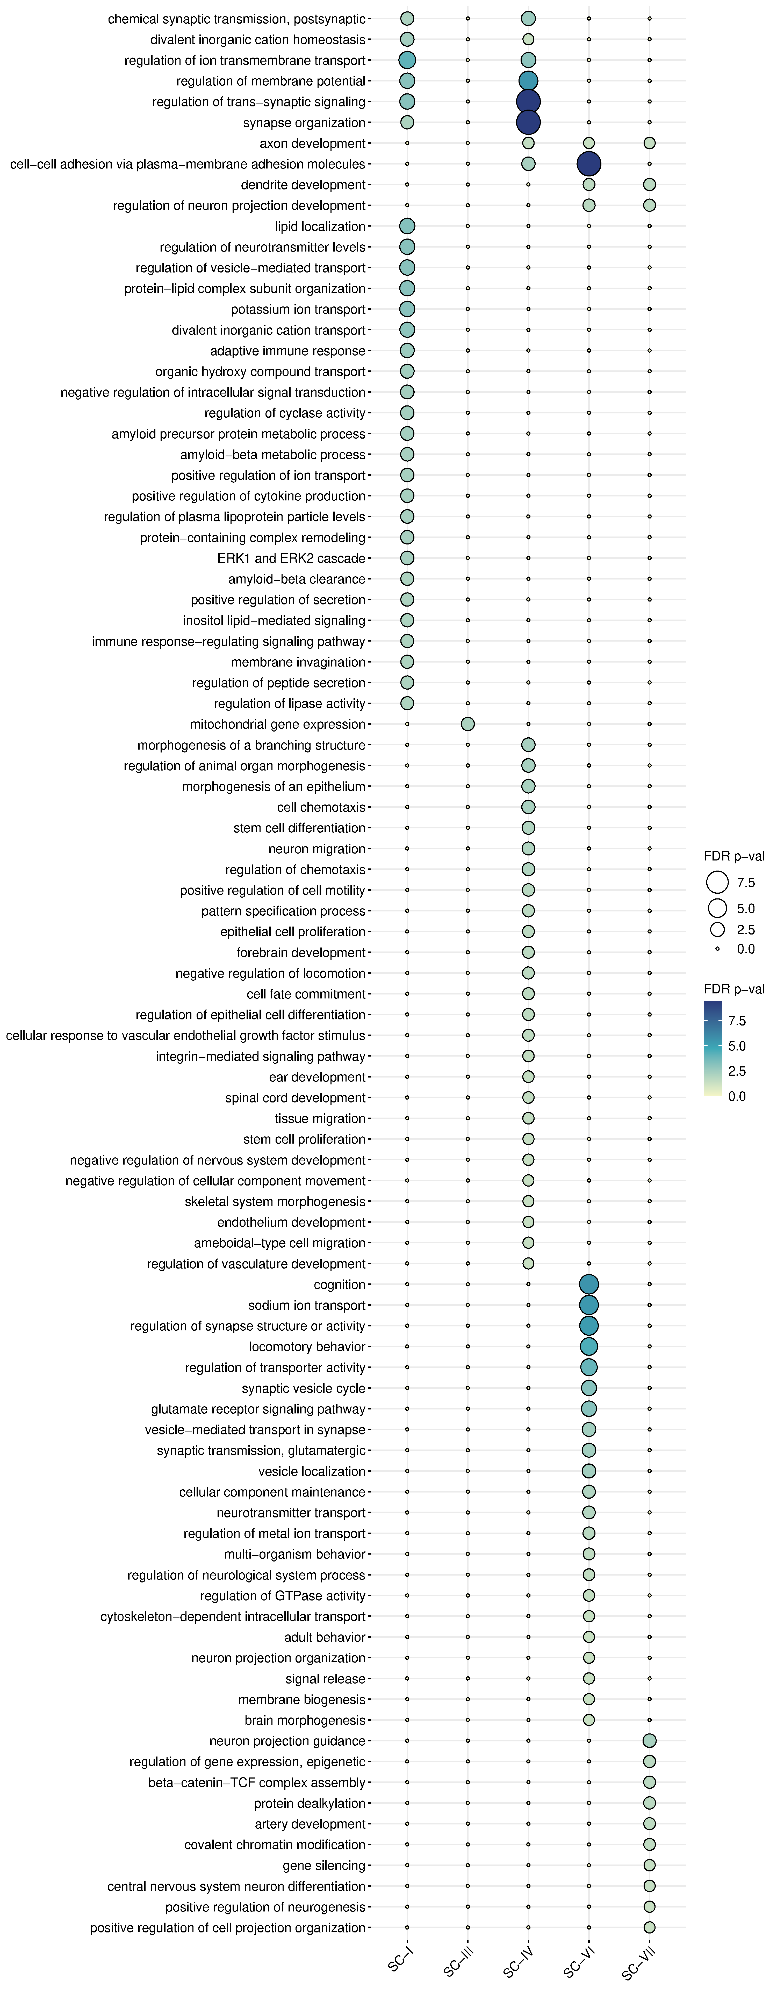 chemical synaptic transmission, postsynaptic
divalent inorganic cation homeostasis
regulation of ion transmembrane transport
regulation of membrane potential
regulation of trans−synaptic signaling
synapse organization
axon development
cell−cell adhesion via plasma−membrane adhesion molecules
dendrite development
regulation of neuron projection development
lipid localization
regulation of neurotransmitter levels
regulation of vesicle−mediated transport
protein−lipid complex subunit organization
potassium ion transport
divalent inorganic cation transport
adaptive immune response
organic hydroxy compound transport
negative regulation of intracellular signal transduction
regulation of cyclase activity
amyloid precursor protein metabolic process
amyloid−beta metabolic process
positive regulation of ion transport
positive regulation of cytokine production
regulation of plasma lipoprotein particle levels
protein−containing complex remodeling
ERK1 and ERK2 cascade
amyloid−beta clearance
positive regulation of secretion
inositol lipid−mediated signaling
immune response−regulating signaling pathway
membrane invagination
regulation of peptide secretion
regulation of lipase activity
mitochondrial gene expression
morphogenesis of a branching structure
regulation of animal organ morphogenesis
morphogenesis of an epithelium
cell chemotaxis
stem cell differentiation
neuron migration
regulation of chemotaxis
positive regulation of cell motility
pattern specification process
epithelial cell proliferation
forebrain development
negative regulation of locomotion
cell fate commitment
regulation of epithelial cell differentiation
cellular response to vascular endothelial growth factor stimulus
integrin−mediated signaling pathway
ear development
spinal cord development
tissue migration
stem cell proliferation
negative regulation of nervous system development
negative regulation of cellular component movement
skeletal system morphogenesis
endothelium development
ameboidal−type cell migration
regulation of vasculature development
cognition
sodium ion transport
regulation of synapse structure or activity
locomotory behavior
regulation of transporter activity
synaptic vesicle cycle
glutamate receptor signaling pathway
vesicle−mediated transport in synapse
synaptic transmission, glutamatergic
vesicle localization
cellular component maintenance
neurotransmitter transport
regulation of metal ion transport
multi−organism behavior
regulation of neurological system process
regulation of GTPase activity
cytoskeleton−dependent intracellular transport
adult behavior
neuron projection organization
signal release
membrane biogenesis
brain morphogenesis
neuron projection guidance
regulation of gene expression, epigenetic
beta−catenin−TCF complex assembly
protein dealkylation
artery development
covalent chromatin modification
gene silencing
central nervous system neuron differentiation
positive regulation of neurogenesis
positive regulation of cell projection organization
SC−I
SC−III
SC−IV
SC−VI
SC−VII
FDR p−val
7.5
5.0
2.5
0.0
FDR p−val
7.5
5.0
2.5
0.0